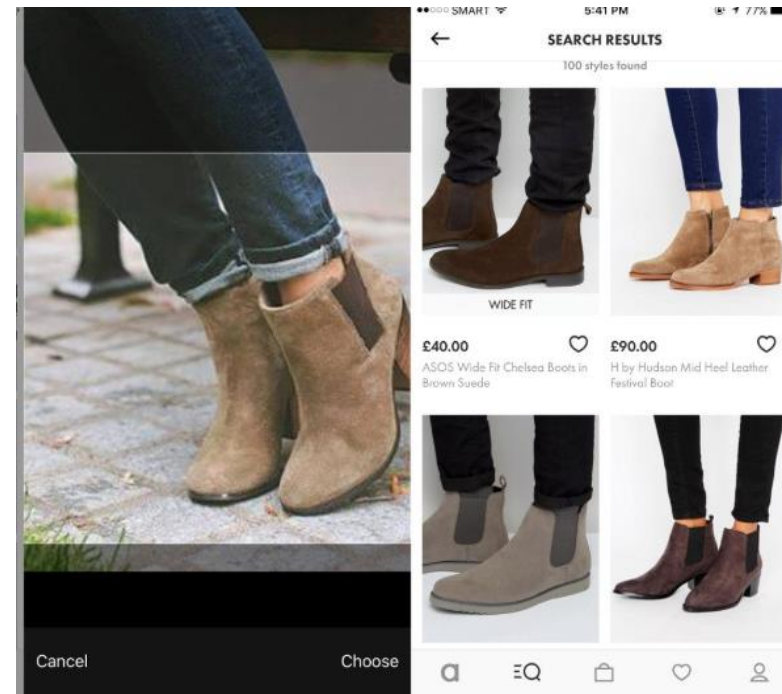 Cancel
Choose
SMART
5:41 PM
77%
SEARCH RESULTS
100 styles found
WIDE FIT
£40.00
ASOS Wide Fit Chelsea Boots in
Brown Suede
£90.00
H by Hudson Mid Heel Leather
Festival Boot